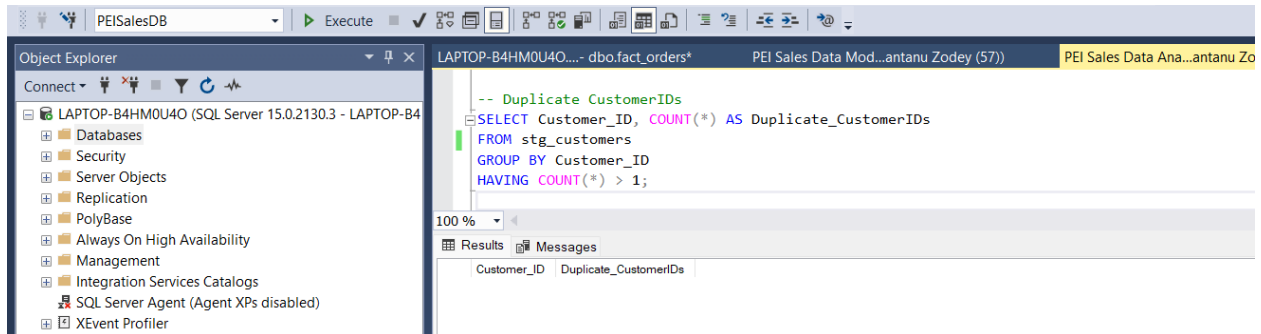 PEISalesDB
Execute
Object Explorer
Connect
LAPTOP-B4HM0U4O (SQL Server 15.0.2130.3 - LAPTOP-B4
Databases
Security
Server Objects
Replication
PolyBase
Always On High Availability
Management
Integration Services Catalogs
SQL Server Agent (Agent XPs disabled)
XEvent Profiler
LAPTOP-B4HM0U4O....- dbo.fact_orders*
PEI Sales Data Mod...antanu Zodey (57))
PEI Sales Data Ana...antanu Zo
-- Duplicate CustomerIDs
SELECT Customer_ID, COUNT(*) AS Duplicate_CustomerIDs
FROM stg_customers
GROUP BY Customer_ID
HAVING COUNT(*) > 1;
100 %
Results
Messages
Customer_ID Duplicate_CustomerIDs